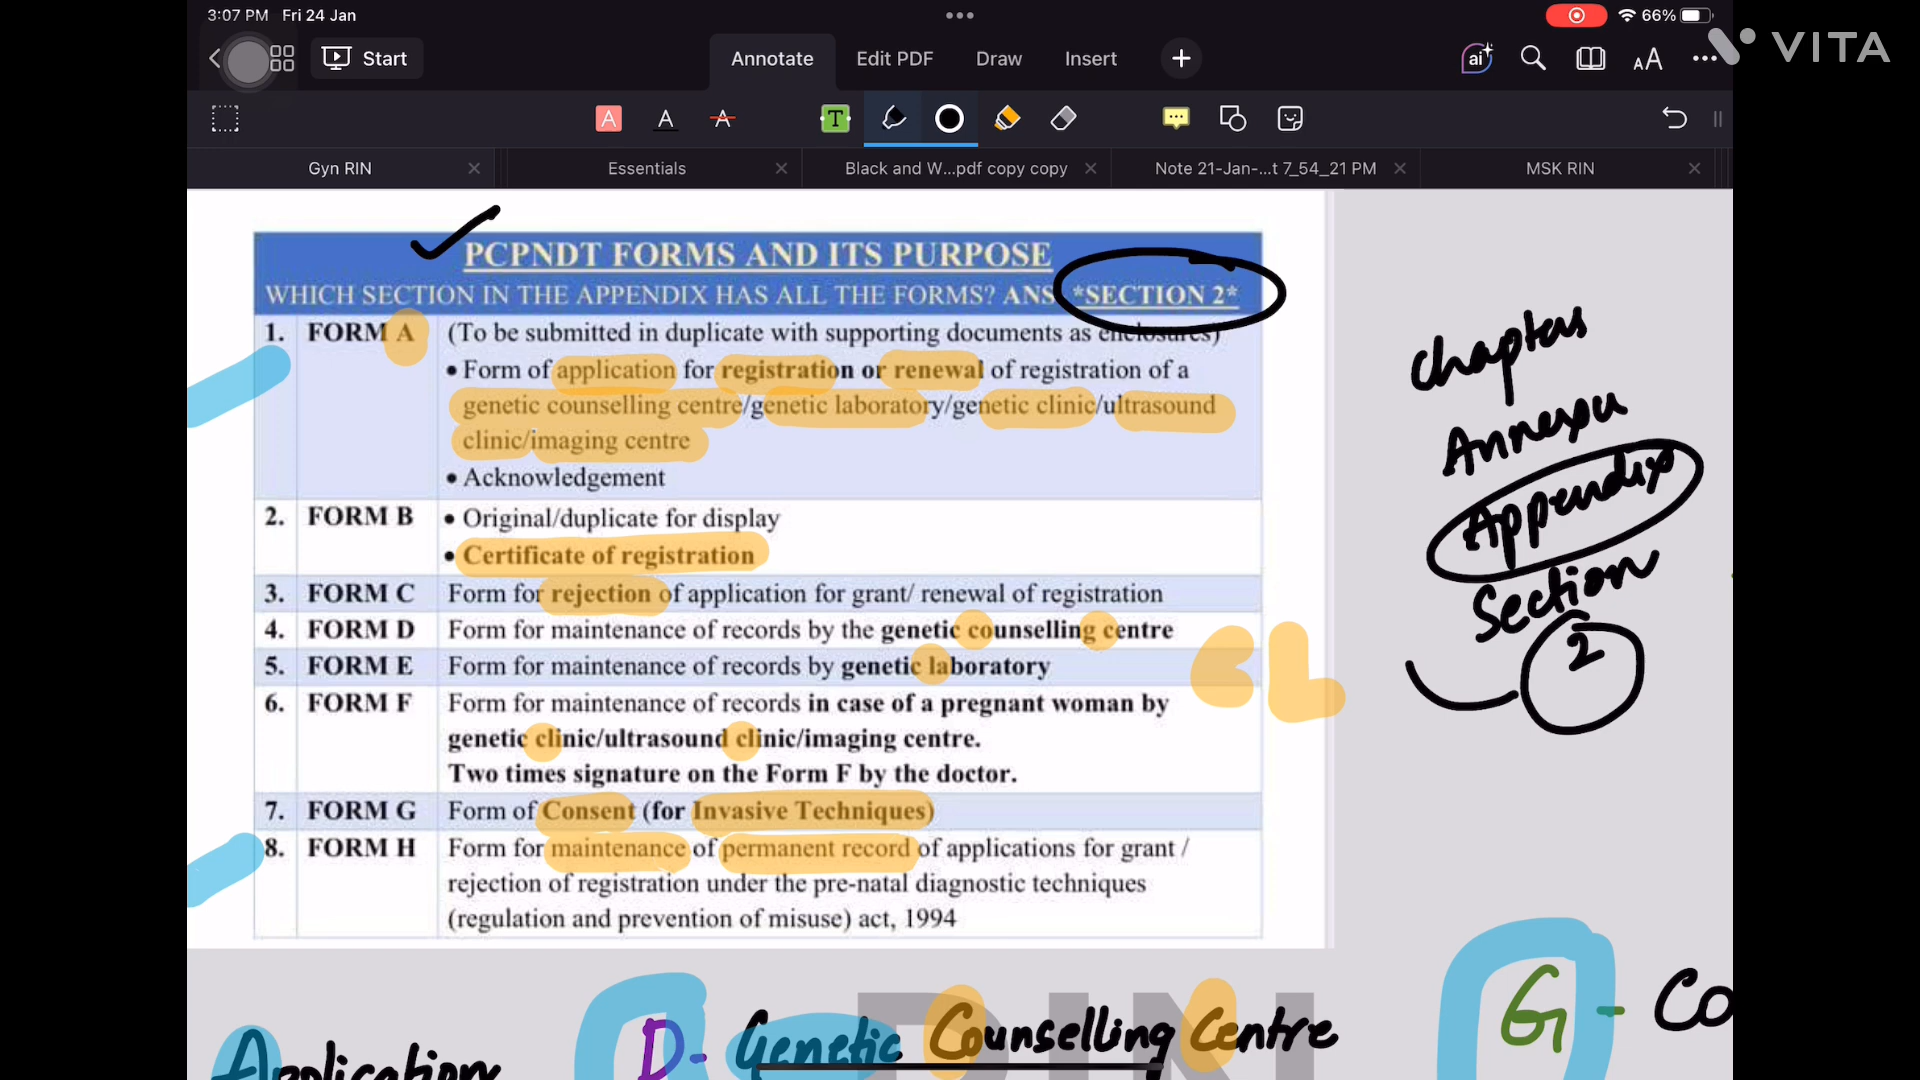 3:07 PM Fri 24 Jan
66%
VITA
Start
Annotate
Edit PDF
Draw
Insert
ai
AA
A A A T
Gyn RIN
Essentials
Black and W...pdf copy copy
Note 21-Jan-...t 7_54_21 PM
MSK RIN
PCPNDT FORMS AND ITS PURPOSE
WHICH SECTION IN THE APPENDIX HAS ALL THE FORMS? ANS *SECTION 2*
1. FORM A (To be submitted in duplicate with supporting documents as enclosures)
• Form of application for registration or renewal of registration of a
genetic counselling centre/genetic laboratory/genetic clinic/ultrasound
clinic/imaging centre
• Acknowledgement
2. FORM B • Original/duplicate for display
• Certificate of registration
3. FORM C Form for rejection of application for grant/ renewal of registration
4. FORM D Form for maintenance of records by the genetic counselling centre
5. FORM E Form for maintenance of records by genetic laboratory
6. FORM F Form for maintenance of records in case of a pregnant woman by
genetic clinic/ultrasound clinic/imaging centre.
Two times signature on the Form F by the doctor.
7. FORM G Form of Consent (for Invasive Techniques)
8. FORM H Form for maintenance of permanent record of applications for grant /
rejection of registration under the pre-natal diagnostic techniques
(regulation and prevention of misuse) act, 1994
CL
Chapters
Annexu
Appendix
Section
2
Application
D- Genetic Counselling Centre
G - Co